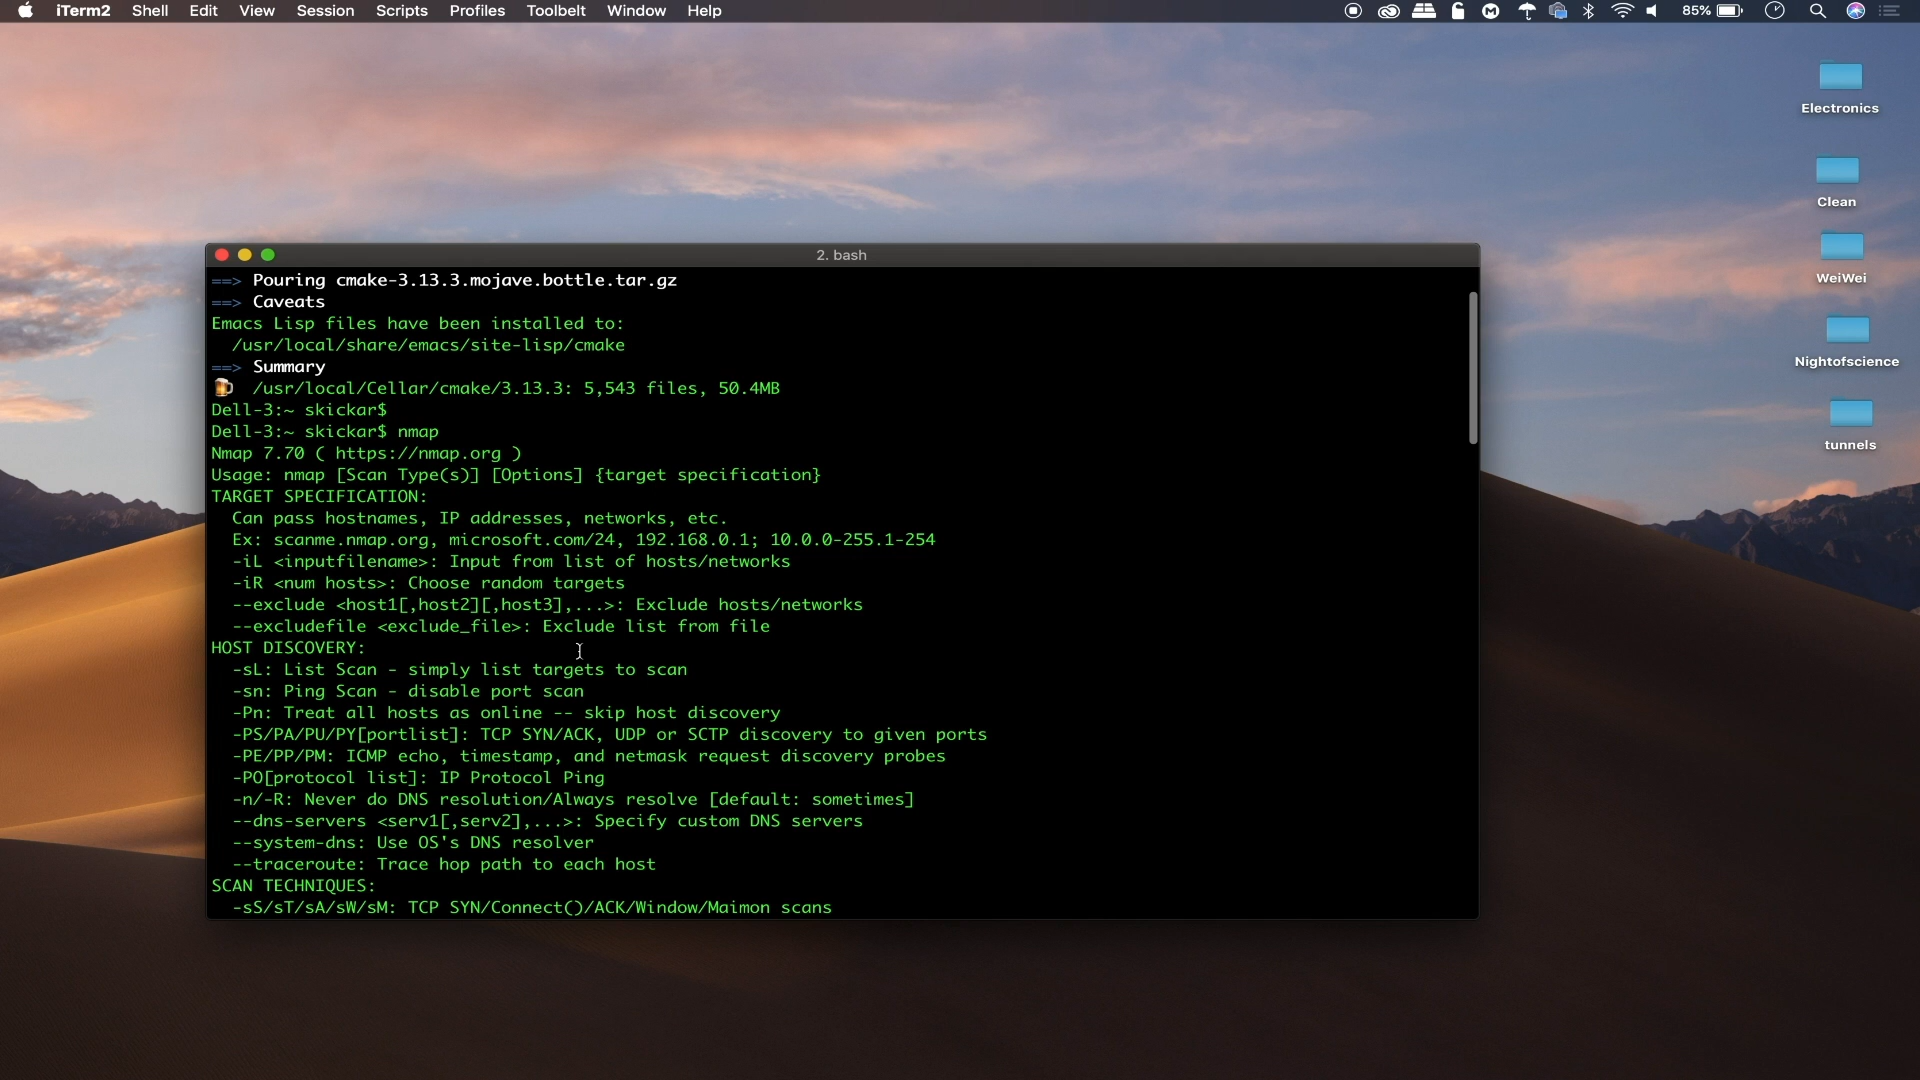 iTerm2 Shell Edit View Session Scripts Profiles Toolbelt Window Help 85%
Electronics
Clean
WeiWei
Nightofscience
tunnels
2. bash
==> Pouring cmake-3.13.3.mojave.bottle.tar.gz
==> Caveats
Emacs Lisp files have been installed to:
  /usr/local/share/emacs/site-lisp/cmake
==> Summary
🍺  /usr/local/Cellar/cmake/3.13.3: 5,543 files, 50.4MB
Dell-3:~ skickar$
Dell-3:~ skickar$ nmap
Nmap 7.70 ( https://nmap.org )
Usage: nmap [Scan Type(s)] [Options] {target specification}
TARGET SPECIFICATION:
  Can pass hostnames, IP addresses, networks, etc.
  Ex: scanme.nmap.org, microsoft.com/24, 192.168.0.1; 10.0.0-255.1-254
  -iL <inputfilename>: Input from list of hosts/networks
  -iR <num hosts>: Choose random targets
  --exclude <host1[,host2][,host3],...>: Exclude hosts/networks
  --excludefile <exclude_file>: Exclude list from file
HOST DISCOVERY:
  -sL: List Scan - simply list targets to scan
  -sn: Ping Scan - disable port scan
  -Pn: Treat all hosts as online -- skip host discovery
  -PS/PA/PU/PY[portlist]: TCP SYN/ACK, UDP or SCTP discovery to given ports
  -PE/PP/PM: ICMP echo, timestamp, and netmask request discovery probes
  -PO[protocol list]: IP Protocol Ping
  -n/-R: Never do DNS resolution/Always resolve [default: sometimes]
  --dns-servers <serv1[,serv2],...>: Specify custom DNS servers
  --system-dns: Use OS's DNS resolver
  --traceroute: Trace hop path to each host
SCAN TECHNIQUES:
  -sS/sT/sA/sW/sM: TCP SYN/Connect()/ACK/Window/Maimon scans